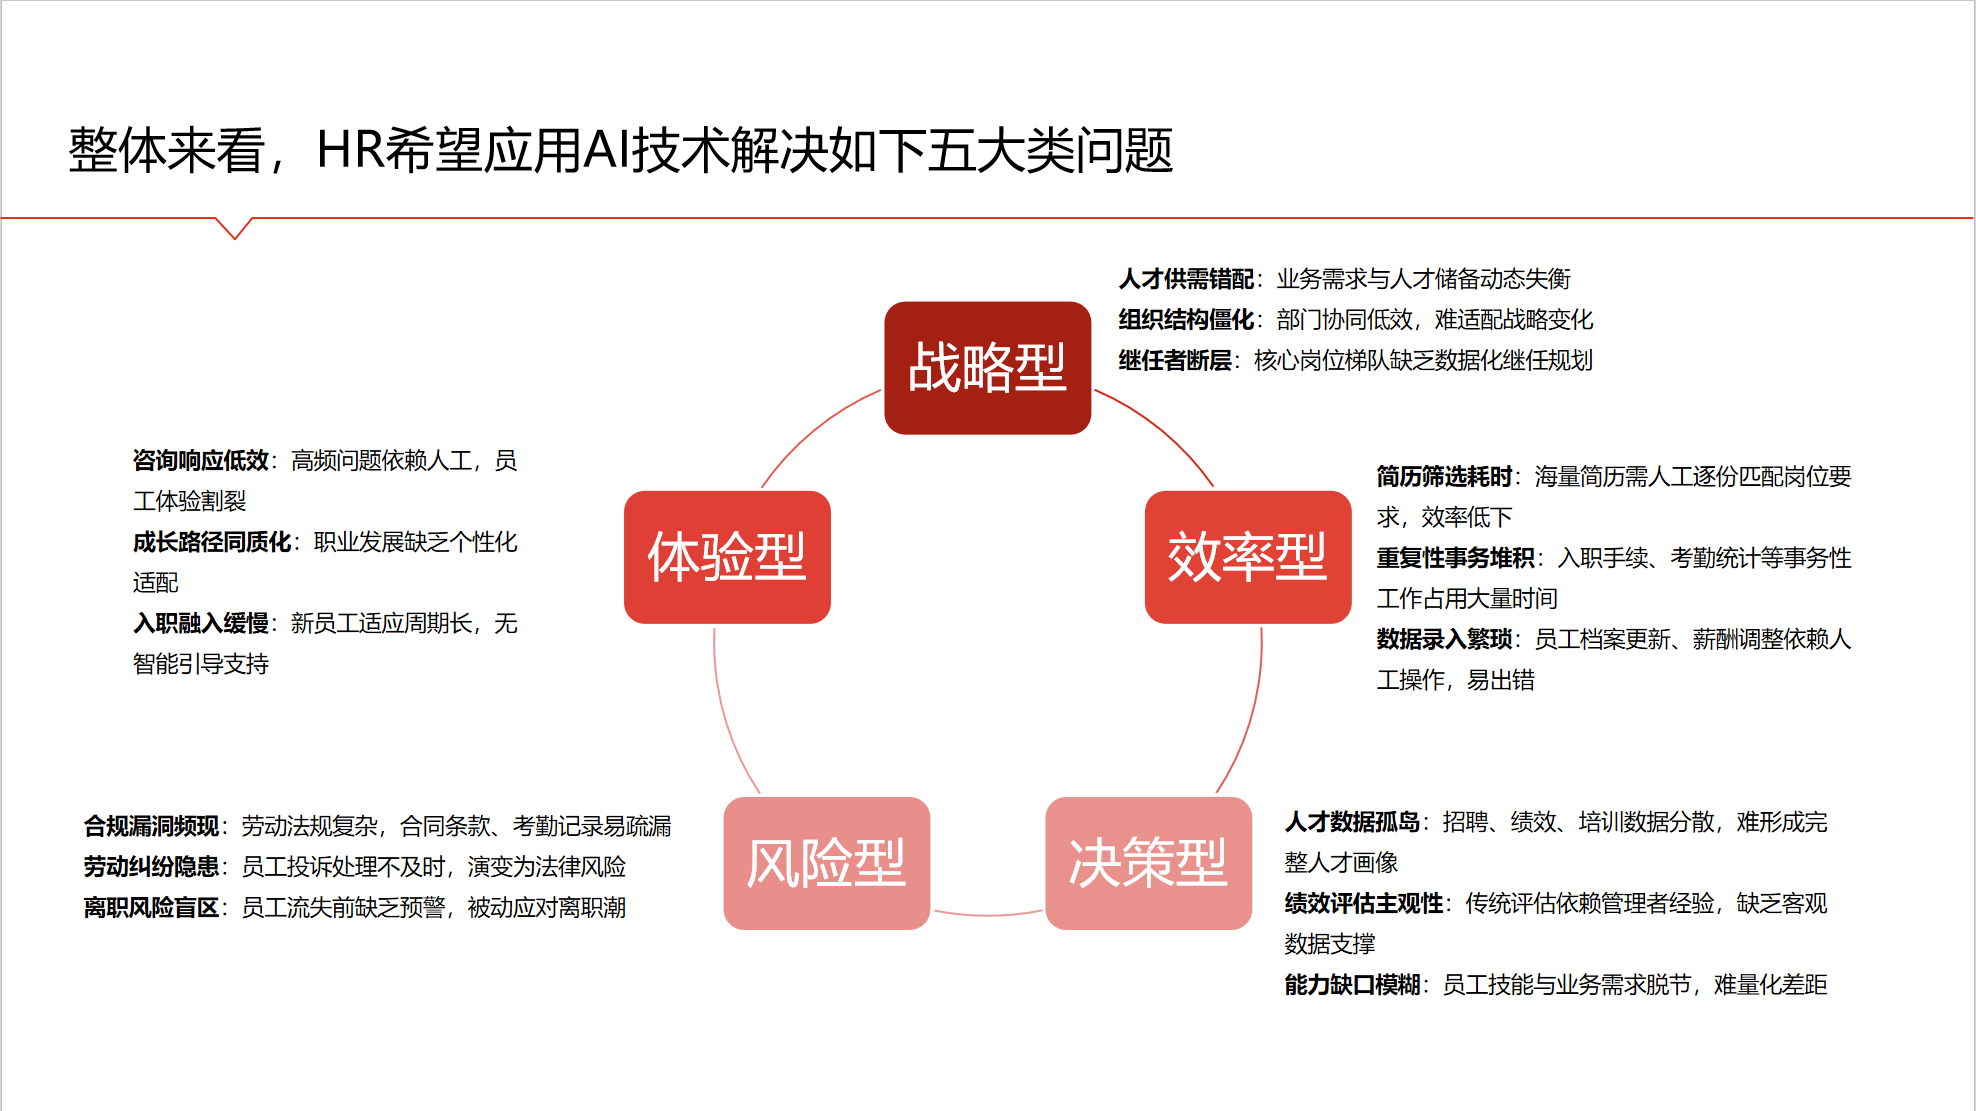 整体来看，HR希望应用AI技术解决如下五大类问题
战略型
人才供需错配：业务需求与人才储备动态失衡
组织结构僵化：部门协同低效，难适配战略变化
继任者断层：核心岗位梯队缺乏数据化继任规划
效率型
简历筛选耗时：海量简历需人工逐份匹配岗位要
求，效率低下
重复性事务堆积：入职手续、考勤统计等事务性
工作占用大量时间
数据录入繁琐：员工档案更新、薪酬调整依赖人
工操作，易出错
决策型
人才数据孤岛：招聘、绩效、培训数据分散，难形成完
整人才画像
绩效评估主观性：传统评估依赖管理者经验，缺乏客观
数据支撑
能力缺口模糊：员工技能与业务需求脱节，难量化差距
风险型
合规漏洞频现：劳动法规复杂，合同条款、考勤记录易疏漏
劳动纠纷隐患：员工投诉处理不及时，演变为法律风险
离职风险盲区：员工流失前缺乏预警，被动应对离职潮
体验型
咨询响应低效：高频问题依赖人工，员
工体验割裂
成长路径同质化：职业发展缺乏个性化
适配
入职融入缓慢：新员工适应周期长，无
智能引导支持